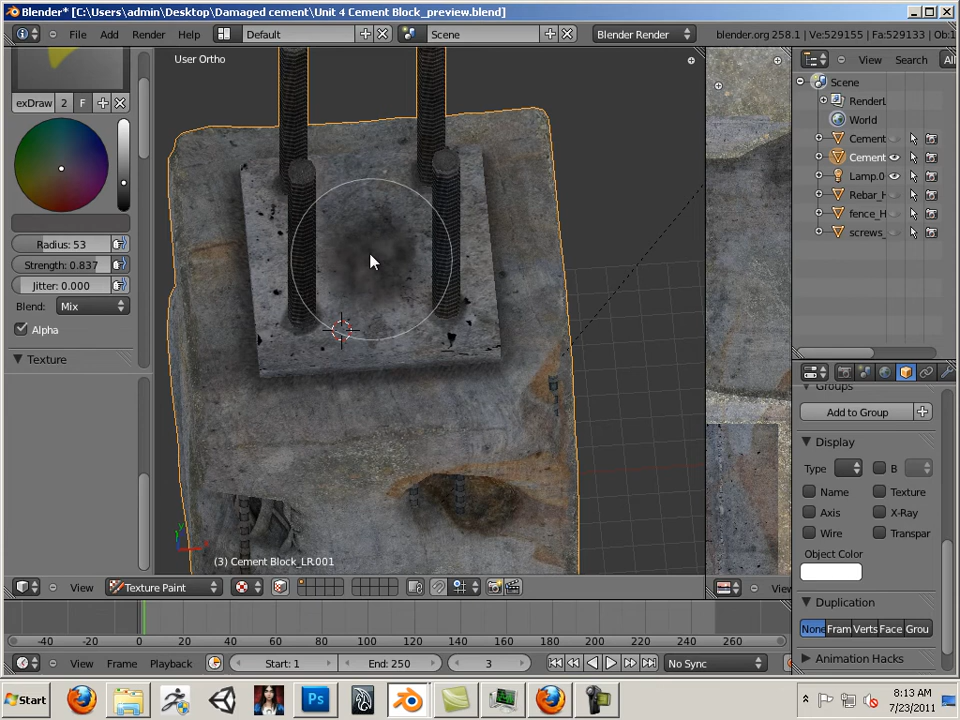 Blender* [C:\Users\admin\Desktop\Damaged cement\Unit 4 Cement Block_preview.blend]
File Add Render Help Default Scene Blender Render blender.org 258.1 | Ve:529155 | Fa:529133 | Ob:1
User Ortho
View Search All
Scene
RenderL
World
Cement
Cement
Lamp.0
Rebar_H
fence_H
screws_
exDraw 2 F
Radius: 53
Strength: 0.837
Jitter: 0.000
Blend: Mix
Alpha
Texture
Groups
Add to Group
Display
Type B
Name Texture
Axis X-Ray
Wire Transpar
Object Color
Duplication
None Fram Verts Face Grou
Animation Hacks
(3) Cement Block_LR.001
View Texture Paint View
-40 -20 0 20 40 60 80 100 120 140 160 180 200 220 240 260
View Frame Playback Start: 1 End: 250 3 No Sync
Start Ps 8:13 AM
7/23/2011